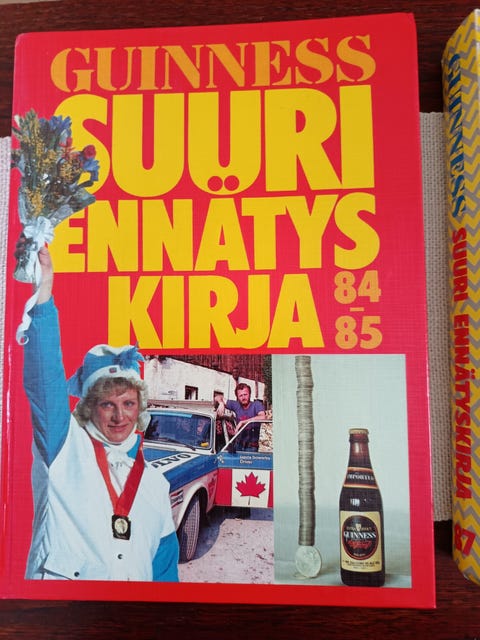 GUINNESS
SUURI
ENNÄTYS
KIRJA
84
-
85
GUINNESS
GUINNESS SUURI ENNÄTYSKIRJA 87